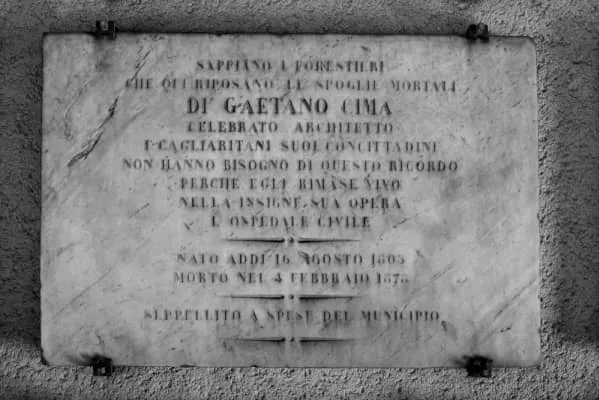 SAPPIANO I FORESTIERI
CHE QUI RIPOSANO LE SPOGLIE MORTALI
DI GAETANO CIMA
CELEBRATO ARCHITETTO
I CAGLIARITANI SUOI CONCITTADINI
NON HANNO BISOGNO DI QUESTO RICORDO
PERCHE EGLI RIMASE VIVO
NELLA INSIGNE SUA OPERA
L OSPEDALE CIVILE
NATO ADDI 16 AGOSTO 1805
MORTO NEL 4 FEBBRAIO 1878
SEPPELLITO A SPESE DEL MUNICIPIO